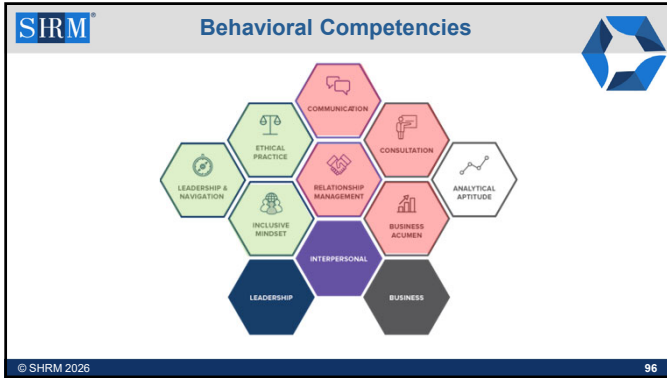 SHRM®
Behavioral Competencies
COMMUNICATION
ETHICAL
PRACTICE
CONSULTATION
LEADERSHIP &
NAVIGATION
RELATIONSHIP
MANAGEMENT
ANALYTICAL
APTITUDE
INCLUSIVE
MINDSET
BUSINESS
ACUMEN
INTERPERSONAL
LEADERSHIP
BUSINESS
© SHRM 2026
96